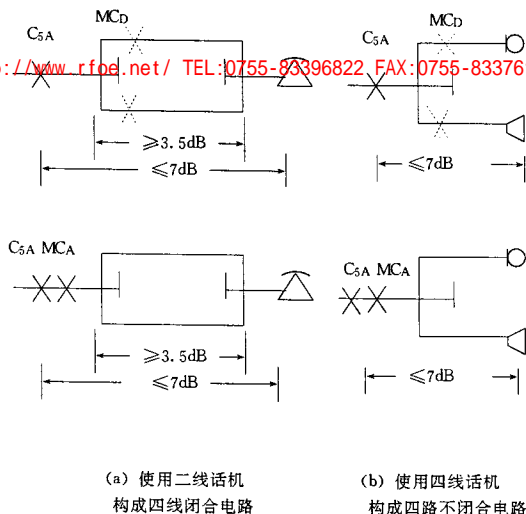 MCD
MCD
C5A
C5A
p://www.rfoe.net/ TEL:0755-83396822 FAX:0755-83376
≥3.5dB
≤7dB
≤7dB
C5A MCA
C5A MCA
≥3.5dB
≤7dB
≤7dB
(a) 使用二线话机
构成四线闭合电路
(b) 使用四线话机
构成四路不闭合电路